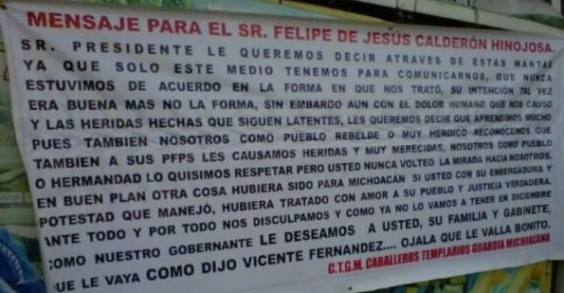 MENSAJE PARA EL SR. FELIPE DE JESÚS CALDERÓN HINOJOSA.
SR. PRESIDENTE LE QUEREMOS DECIR ATRAVES DE ESTAS MANTAS
YA QUE SOLO ESTE MEDIO TENEMOS PARA COMUNICARNOS, QUE NUNCA
ESTUVIMOS DE ACUERDO EN LA FORMA EN QUE NOS TRATÓ, SU INTENCIÓN TAL VEZ
ERA BUENA MAS NO LA FORMA, SIN EMBARGO AUN CON EL DOLOR HUMANO QUE NOS CAUSO
Y LAS HERIDAS HECHAS QUE SIGUEN LATENTES, LES QUEREMOS DECIR QUE APRENDIMOS MUCHO
PUES TAMBIEN NOSOTROS COMO PUEBLO REBELDE O MUY HEROICO RECONOCEMOS QUE
TAMBIEN A SUS PFPS LES CAUSAMOS HERIDAS Y MUY MERECIDAS, NOSOTROS COMO PUEBLO
O HERMANDAD LO QUISIMOS RESPETAR PERO USTED NUNCA VOLTEO LA MIRADA HACIA NOSOTROS,
EN BUEN PLAN OTRA COSA HUBIERA SIDO PARA MICHOACÁN SI USTED CON SU ENBERGADURA Y
POTESTAD QUE MANEJÓ, HUBIERA TRATADO CON AMOR A SU PUEBLO Y JUSTICIA VERDADERA.
ANTE TODO Y POR TODO NOS DISCULPAMOS Y COMO YA NO LO VAMOS A TENER EN DICIEMBRE
COMO NUESTRO GOBERNANTE LE DESEAMOS A USTED, SU FAMILIA Y GABINETE,
QUE LE VAYA COMO DIJO VICENTE FERNANDEZ.... OJALA QUE LE VALLA BONITO.
C.T.G.M. CABALLEROS TEMPLARIOS GUARDIA MICHOACANA